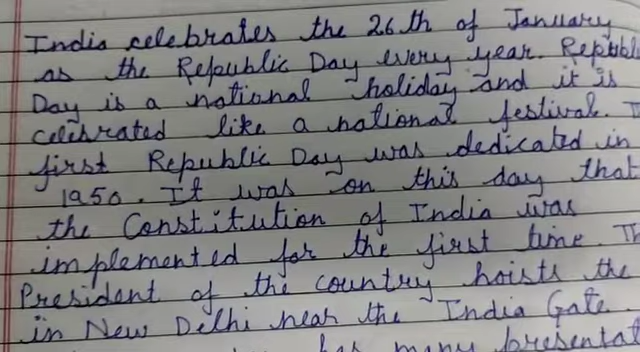 India celebrates the 26th of January
as the Republic Day every year. Republi
Day is a national holiday and it is
celebrated like a national festival. T
first Republic Day was dedicated in
1950. It was on this day that
the Constitution of India was
implemented for the first time. Th
President of the country hoists the
in New Delhi near the India Gate.
has many presentat